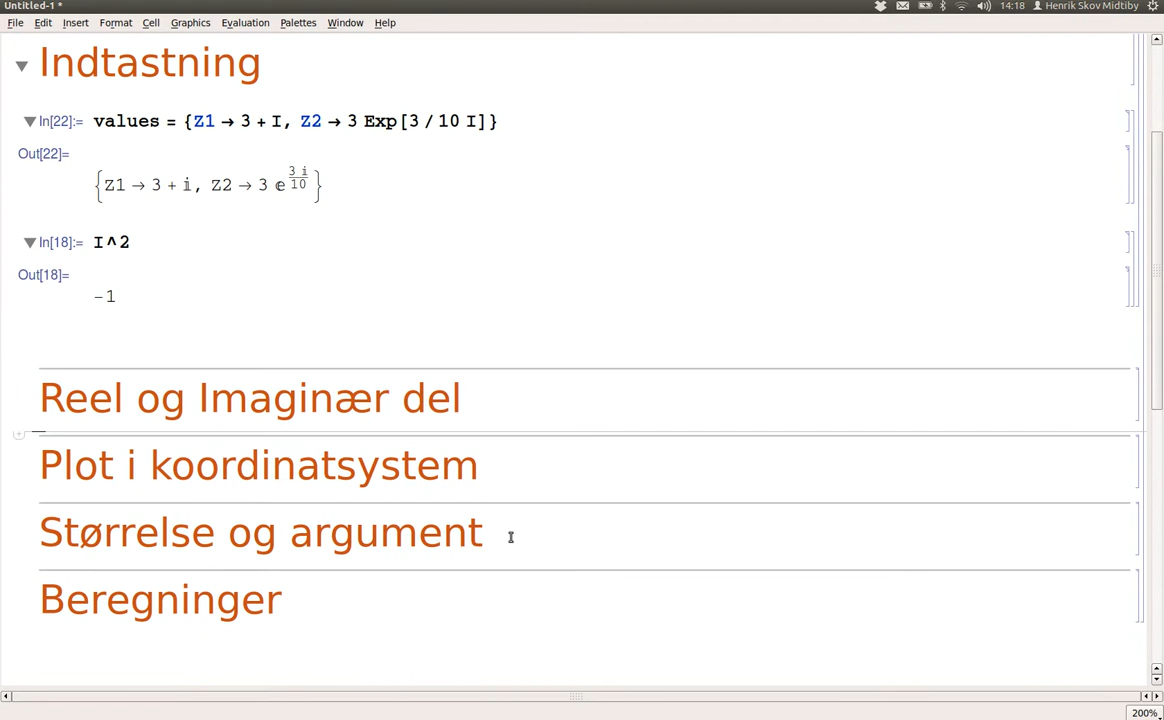 Untitled-1 * 14:18 Henrik Skov Midtiby
File Edit Insert Format Cell Graphics Evaluation Palettes Window Help
Indtastning
In[22]:= values = {Z1 → 3 + I, Z2 → 3 Exp[3 / 10 I]}
Out[22]=
{Z1 → 3 + ⅈ, Z2 → 3 ⅇ^(3 ⅈ/10)}
In[18]:= I^2
Out[18]=
-1
Reel og Imaginær del
Plot i koordinatsystem
Størrelse og argument
Beregninger
200%